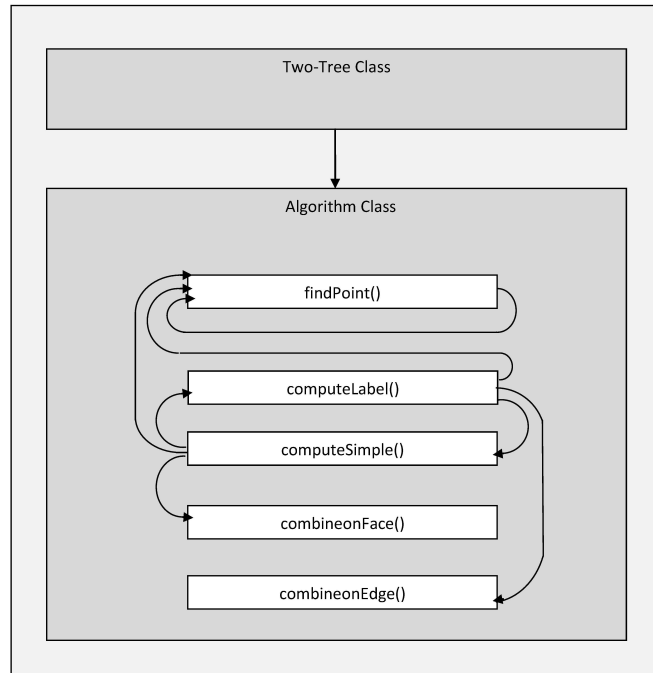 Two-Tree Class
Algorithm Class
findPoint()
computeLabel()
computeSimple()
combineonFace()
combineonEdge()